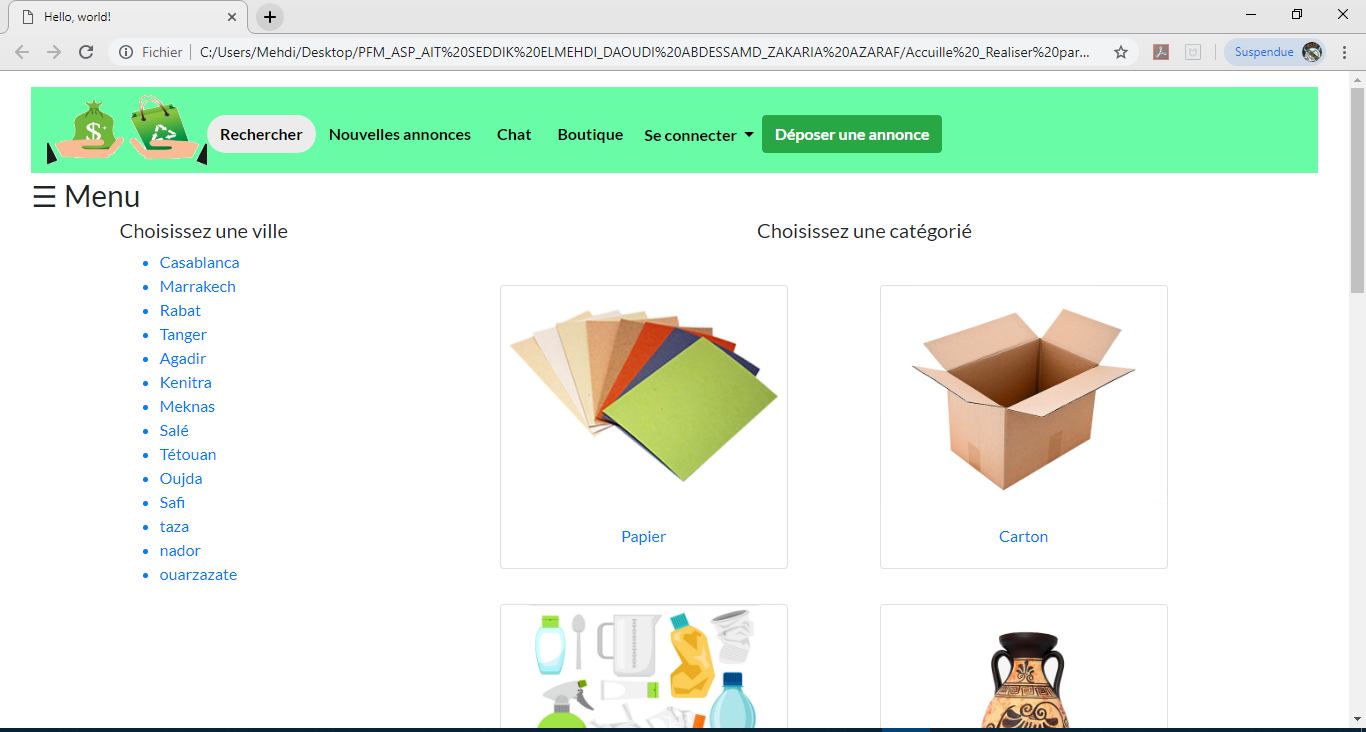 Hello, world!
Fichier C:/Users/Mehdi/Desktop/PFM_ASP_AIT%20SEDDIK%20ELMEHDI_DAOUDI%20ABDESSAMD_ZAKARIA%20AZARAF/Accuille%20_Realiser%20par... Suspendue
$ Rechercher Nouvelles annonces Chat Boutique Se connecter Déposer une annonce
☰ Menu
Choisissez une ville
Casablanca
Marrakech
Rabat
Tanger
Agadir
Kenitra
Meknas
Salé
Tétouan
Oujda
Safi
taza
nador
ouarzazate
Choisissez une catégorié
Papier
Carton